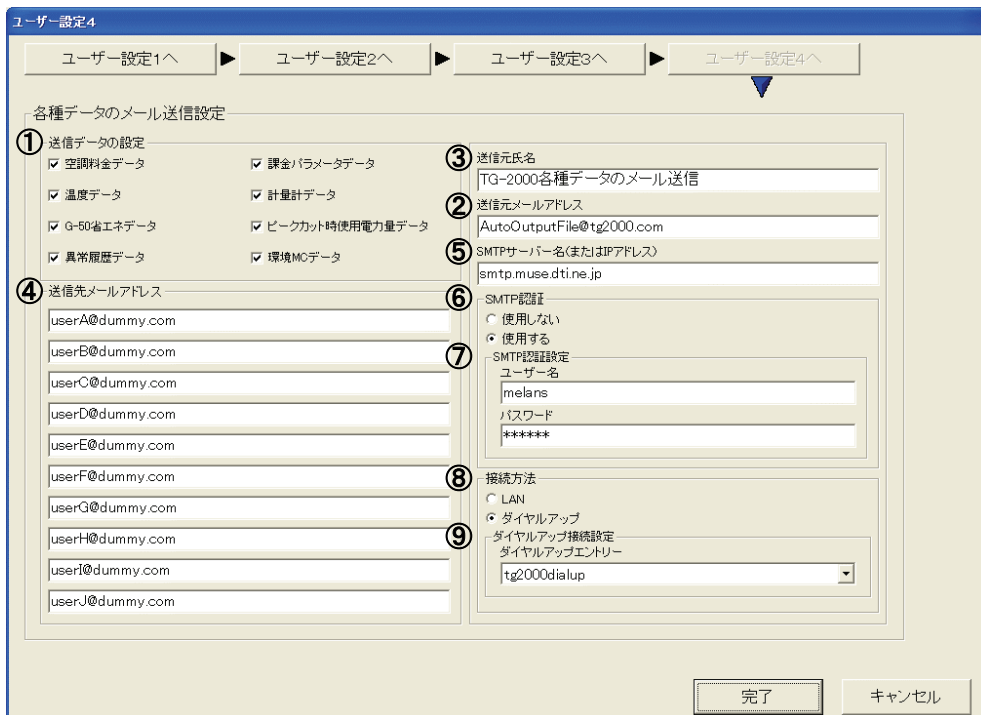 ユーザー設定4
ユーザー設定1へ ▶ ユーザー設定2へ ▶ ユーザー設定3へ ▶ ユーザー設定4へ
各種データのメール送信設定
① 送信データの設定
空調料金データ
課金パラメータデータ
温度データ
計量計データ
G-50省エネデータ
ピークカット時使用電力量データ
異常履歴データ
環境MCデータ
④ 送信先メールアドレス
userA@dummy.com
userB@dummy.com
userC@dummy.com
userD@dummy.com
userE@dummy.com
userF@dummy.com
userG@dummy.com
userH@dummy.com
userI@dummy.com
userJ@dummy.com
③ 送信元氏名
TG-2000各種データのメール送信
② 送信元メールアドレス
AutoOutputFile@tg2000.com
⑤ SMTPサーバー名(またはIPアドレス)
smtp.muse.dti.ne.jp
⑥ SMTP認証
使用しない
使用する
⑦ SMTP認証設定
ユーザー名
melans
パスワード
******
⑧ 接続方法
LAN
ダイヤルアップ
⑨ ダイヤルアップ接続設定
ダイヤルアップエントリー
tg2000dialup
完了
キャンセル